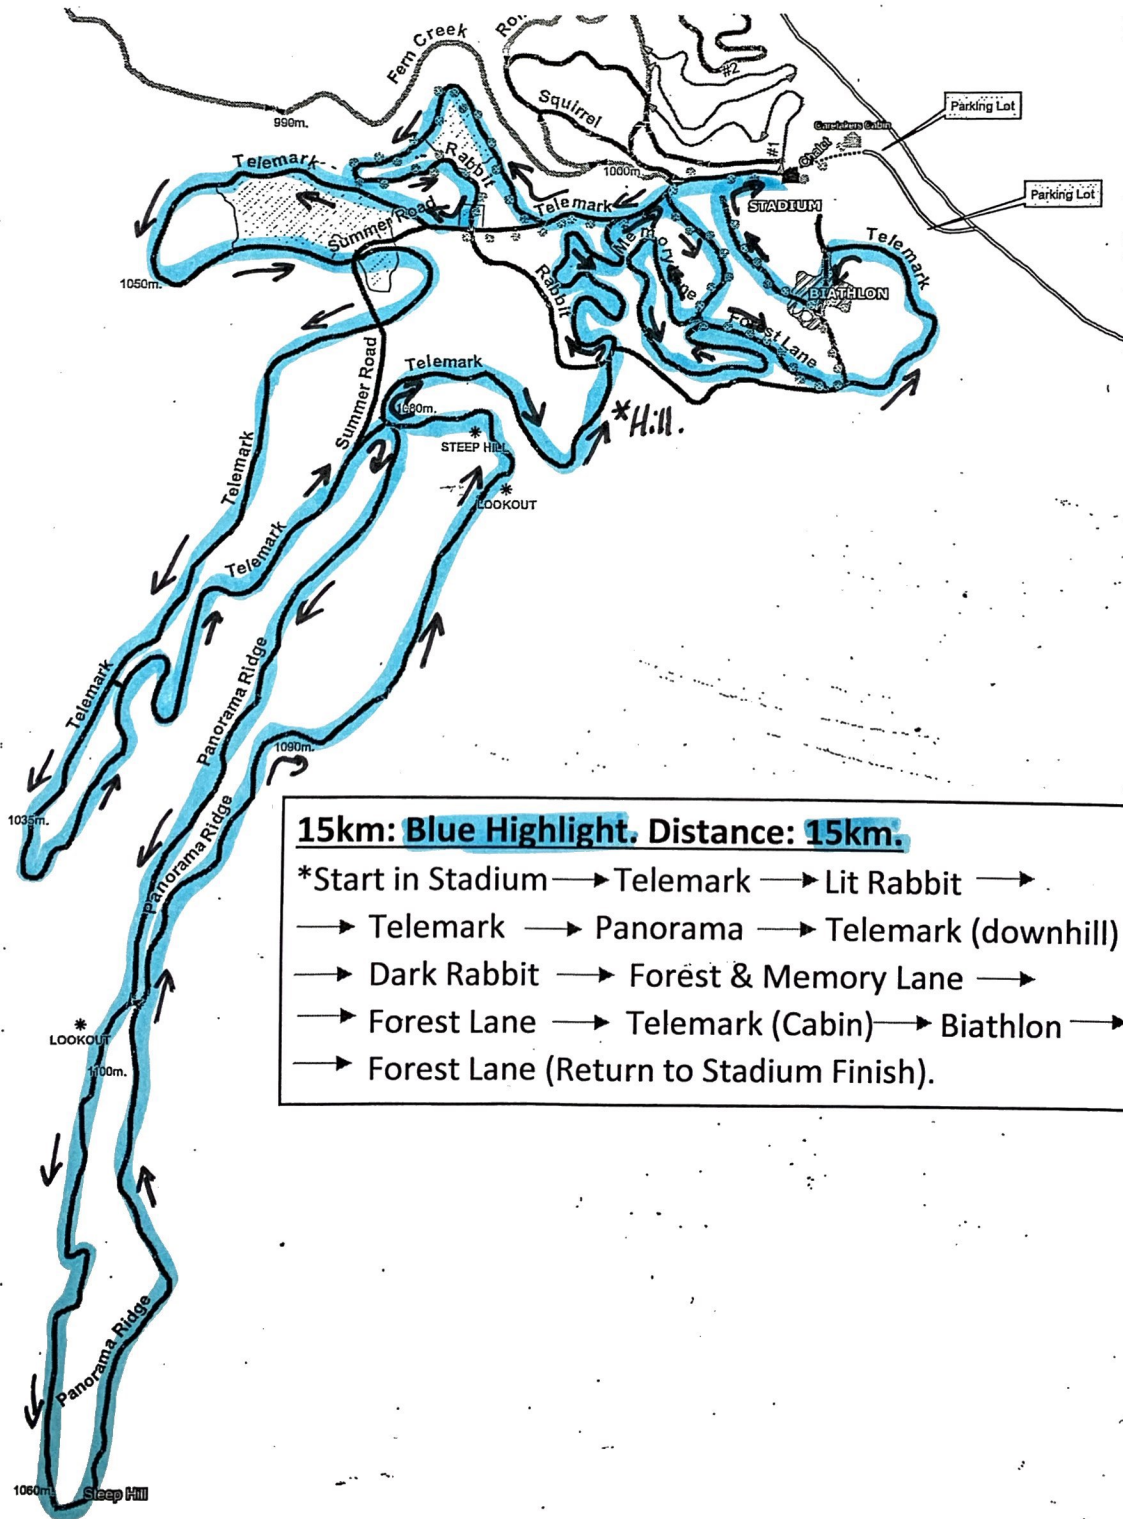 Fern Creek
Squirrel
#2
Parking Lot
Caretakers Cabin
#1
Chalet
990m.
Telemark
Rabbit
1000m.
Parking Lot
Telemark
STADIUM
Summer Road
Memory Lane
Telemark
1050m.
Rabbit
BIATHLON
Forest Lane
Telemark
Summer Road
1080m.
*Hill.
STEEP HILL
Telemark
LOOKOUT
Telemark
Telemark
Panorama Ridge
1090m.
1035m.
Panorama Ridge
15km: Blue Highlight. Distance: 15km.
*Start in Stadium → Telemark → Lit Rabbit →
→ Telemark → Panorama → Telemark (downhill)
→ Dark Rabbit → Forest & Memory Lane →
→ Forest Lane → Telemark (Cabin) → Biathlon →
→ Forest Lane (Return to Stadium Finish).
LOOKOUT
1100m.
Panorama Ridge
1060m.
Steep Hill